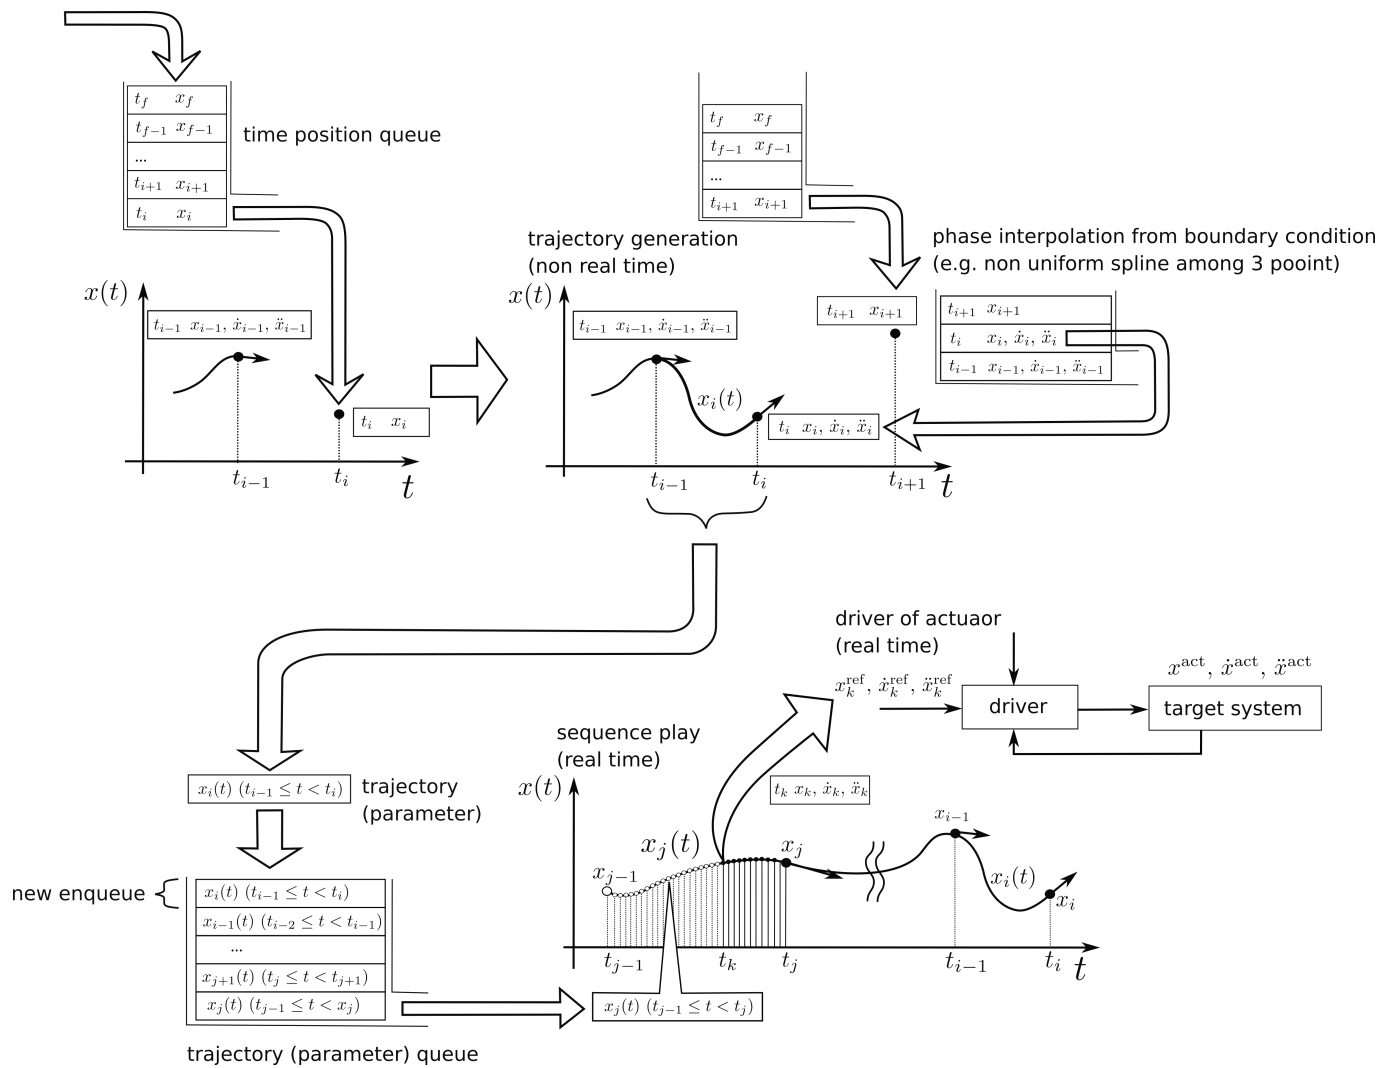 t_f x_f
t_{f-1} x_{f-1}
...
t_{i+1} x_{i+1}
t_i x_i
time position queue
x(t)
t_{i-1} x_{i-1}, ẋ_{i-1}, ẍ_{i-1}
t_i x_i
t_{i-1}
t_i
t
t_f x_f
t_{f-1} x_{f-1}
...
t_{i+1} x_{i+1}
trajectory generation
(non real time)
phase interpolation from boundary condition
(e.g. non uniform spline among 3 pooint)
x(t)
t_{i-1} x_{i-1}, ẋ_{i-1}, ẍ_{i-1}
t_{i+1} x_{i+1}
t_{i+1} x_{i+1}
t_i x_i, ẋ_i, ẍ_i
t_{i-1} x_{i-1}, ẋ_{i-1}, ẍ_{i-1}
x_i(t)
t_i x_i, ẋ_i, ẍ_i
t_{i-1}
t_i
t_{i+1}
t
driver of actuaor
(real time)
x_k^{ref}, ẋ_k^{ref}, ẍ_k^{ref}
driver
x^{act}, ẋ^{act}, ẍ^{act}
target system
x_i(t) (t_{i-1} ≤ t < t_i)
trajectory
(parameter)
new enqueue
x_i(t) (t_{i-1} ≤ t < t_i)
x_{i-1}(t) (t_{i-2} ≤ t < t_{i-1})
...
x_{j+1}(t) (t_j ≤ t < t_{j+1})
x_j(t) (t_{j-1} ≤ t < x_j)
trajectory (parameter) queue
sequence play
(real time)
x(t)
t_k x_k, ẋ_k, ẍ_k
x_{j-1}
x_j(t)
x_j
x_{i-1}
x_i(t)
x_i
t_{j-1}
t_k
t_j
t_{i-1}
t_i
t
x_j(t) (t_{j-1} ≤ t < t_j)